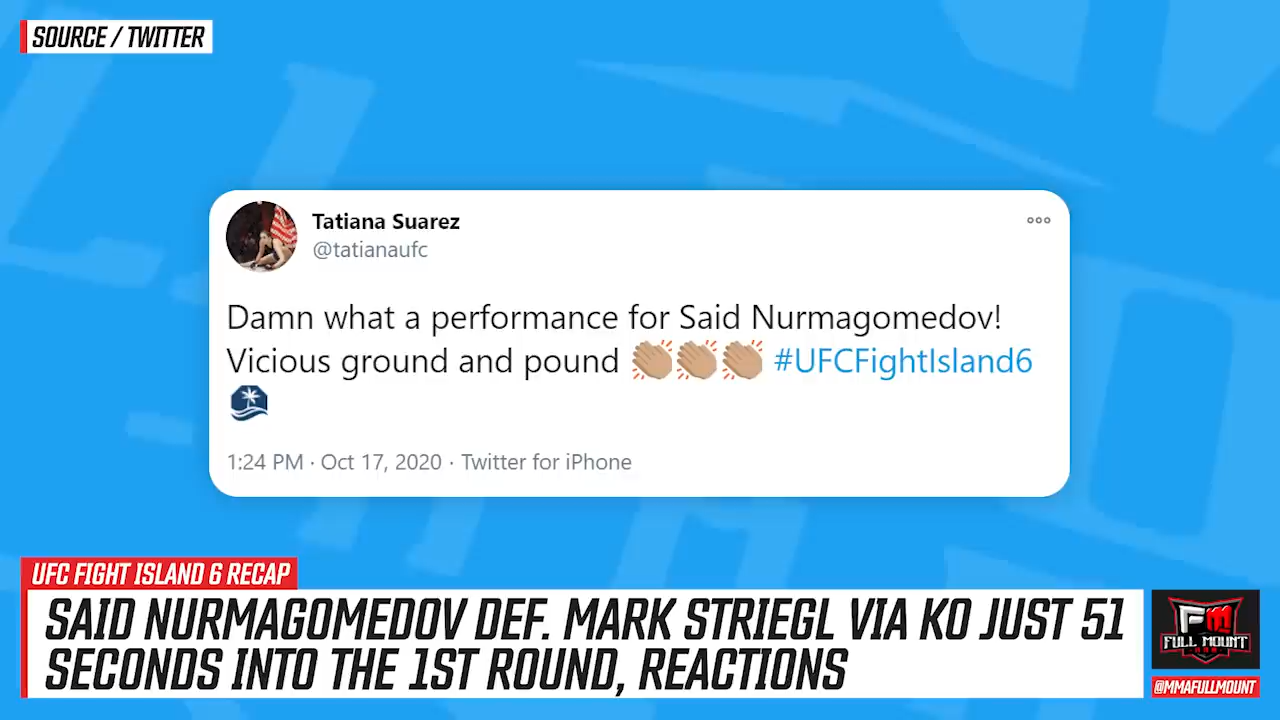 SOURCE / TWITTER
Tatiana Suarez
@tatianaufc
Damn what a performance for Said Nurmagomedov!
Vicious ground and pound 👏🏼👏🏼👏🏼 #UFCFightIsland6
1:24 PM · Oct 17, 2020 · Twitter for iPhone
UFC FIGHT ISLAND 6 RECAP
SAID NURMAGOMEDOV DEF. MARK STRIEGL VIA KO JUST 51
SECONDS INTO THE 1ST ROUND, REACTIONS
FM
FULL MOUNT
@MMAFULLMOUNT